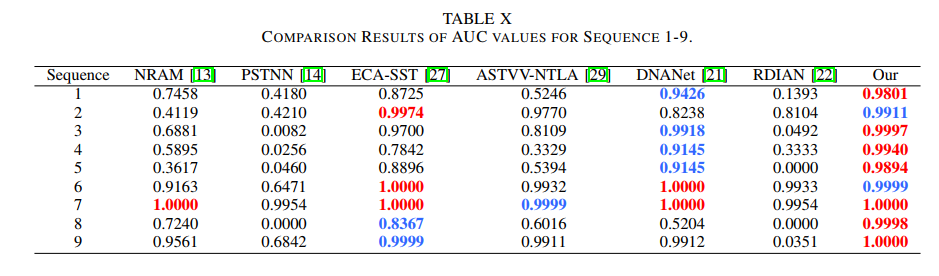 TABLE X
COMPARISON RESULTS OF AUC VALUES FOR SEQUENCE 1-9.
Sequence NRAM [13] PSTNN [14] ECA-SST [27] ASTVV-NTLA [29] DNANet [21] RDIAN [22] Our
1 0.7458 0.4180 0.8725 0.5246 0.9426 0.1393 0.9801
2 0.4119 0.4210 0.9974 0.9770 0.8238 0.8104 0.9911
3 0.6881 0.0082 0.9700 0.8109 0.9918 0.0492 0.9997
4 0.5895 0.0256 0.7842 0.3329 0.9145 0.3333 0.9940
5 0.3617 0.0460 0.8896 0.5394 0.9145 0.0000 0.9894
6 0.9163 0.6471 1.0000 0.9932 1.0000 0.9933 0.9999
7 1.0000 0.9954 1.0000 0.9999 1.0000 0.9954 1.0000
8 0.7240 0.0000 0.8367 0.6016 0.5204 0.0000 0.9998
9 0.9561 0.6842 0.9999 0.9911 0.9912 0.0351 1.0000